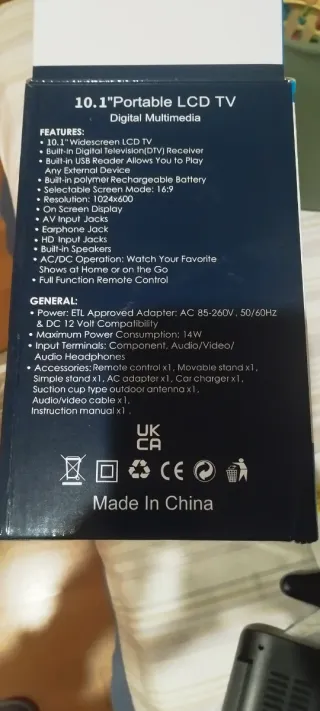 10.1"Portable LCD TV
Digital Multimedia
FEATURES:
• 10.1" Widescreen LCD TV
• Built-in Digital Television(DTV) Receiver
• Built-in USB Reader Allows You to Play
Any External Device
• Built-in polymer Rechargeable Battery
• Selectable Screen Mode: 16:9
• Resolution: 1024x600
• On Screen Display
• AV Input Jacks
• Earphone Jack
• HD Input Jacks
• Built-in Speakers
• AC/DC Operation: Watch Your Favorite
Shows at Home or on the Go
• Full Function Remote Control
GENERAL:
• Power: ETL Approved Adapter: AC 85-260V , 50/60Hz
& DC 12 Volt Compatibility
• Maximum Power Consumption: 14W
• Input Terminals: Component, Audio/Video/
Audio Headphones
• Accessories: Remote control x1, Movable stand x1,
Simple stand x1, AC adapter x1, Car charger x1,
Suction cup type outdoor antenna x1,
Audio/video cable x1,
Instruction manual x1 .
UK
CA
CE
Made In China